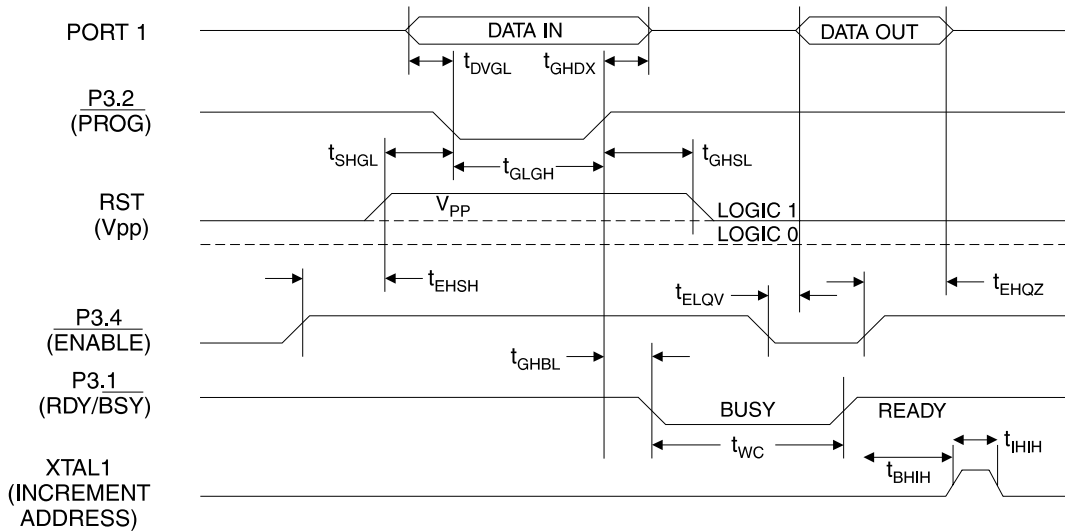 PORT 1
DATA IN
DATA OUT
tDVGL
tGHDX
P3.2
(PROG)
tSHGL
tGLGH
tGHSL
RST
(Vpp)
VPP
LOGIC 1
LOGIC 0
tEHSH
tELQV
tEHQZ
P3.4
(ENABLE)
tGHBL
P3.1
(RDY/BSY)
BUSY
READY
tWC
tIHIH
tBHIH
XTAL1
(INCREMENT
ADDRESS)